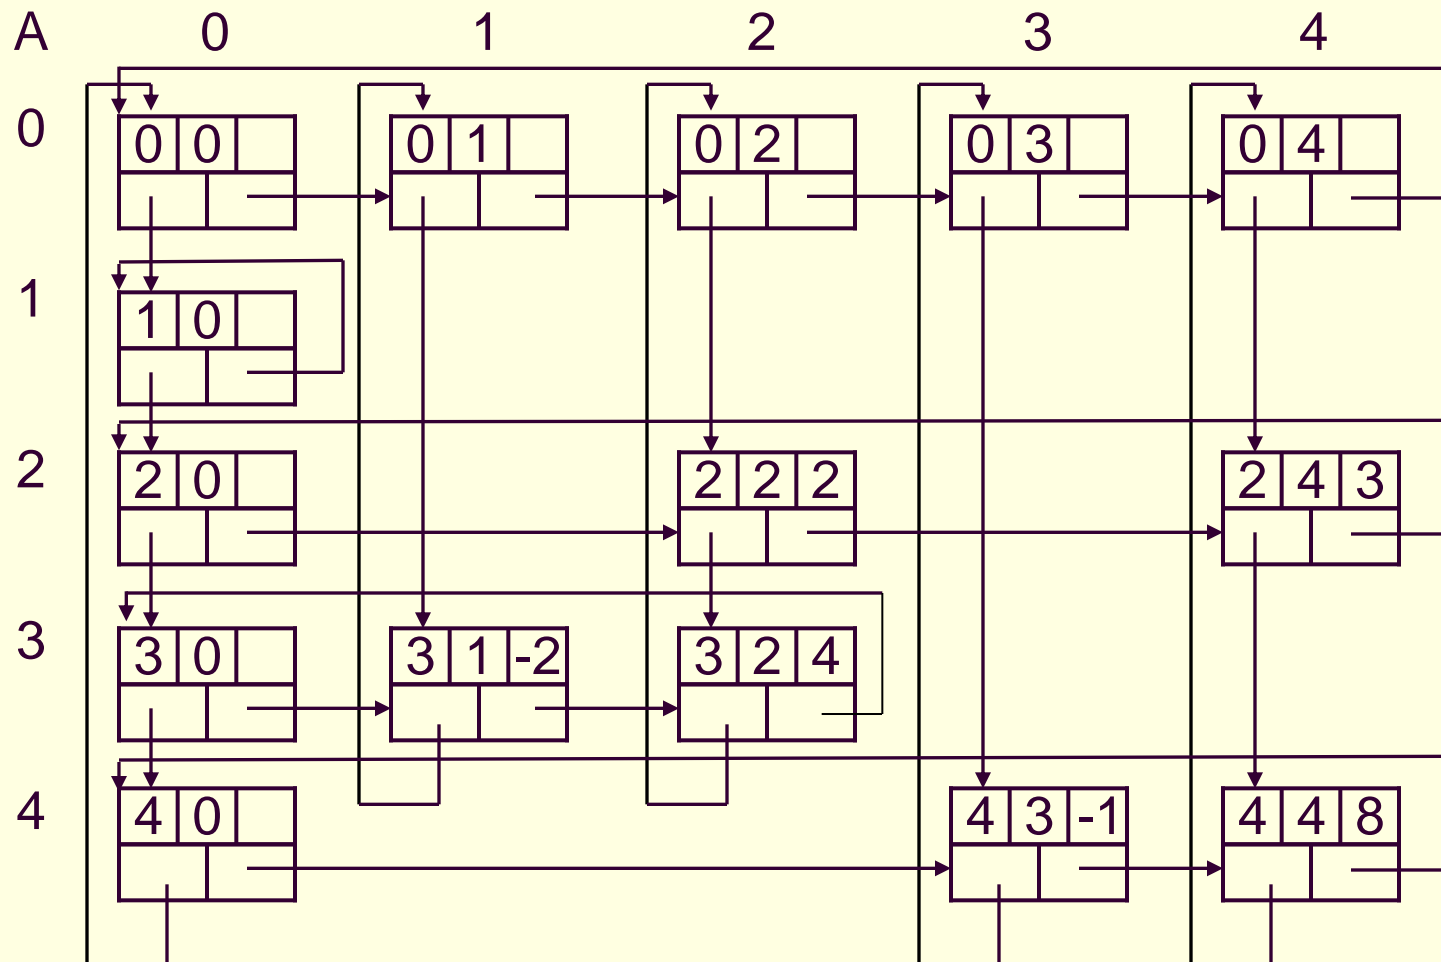 A 0 1 2 3 4
0 0 0 0 1 0 2 0 3 0 4
1 1 0
2 2 0 2 2 2 2 4 3
3 3 0 3 1 -2 3 2 4
4 4 0 4 3 -1 4 4 8